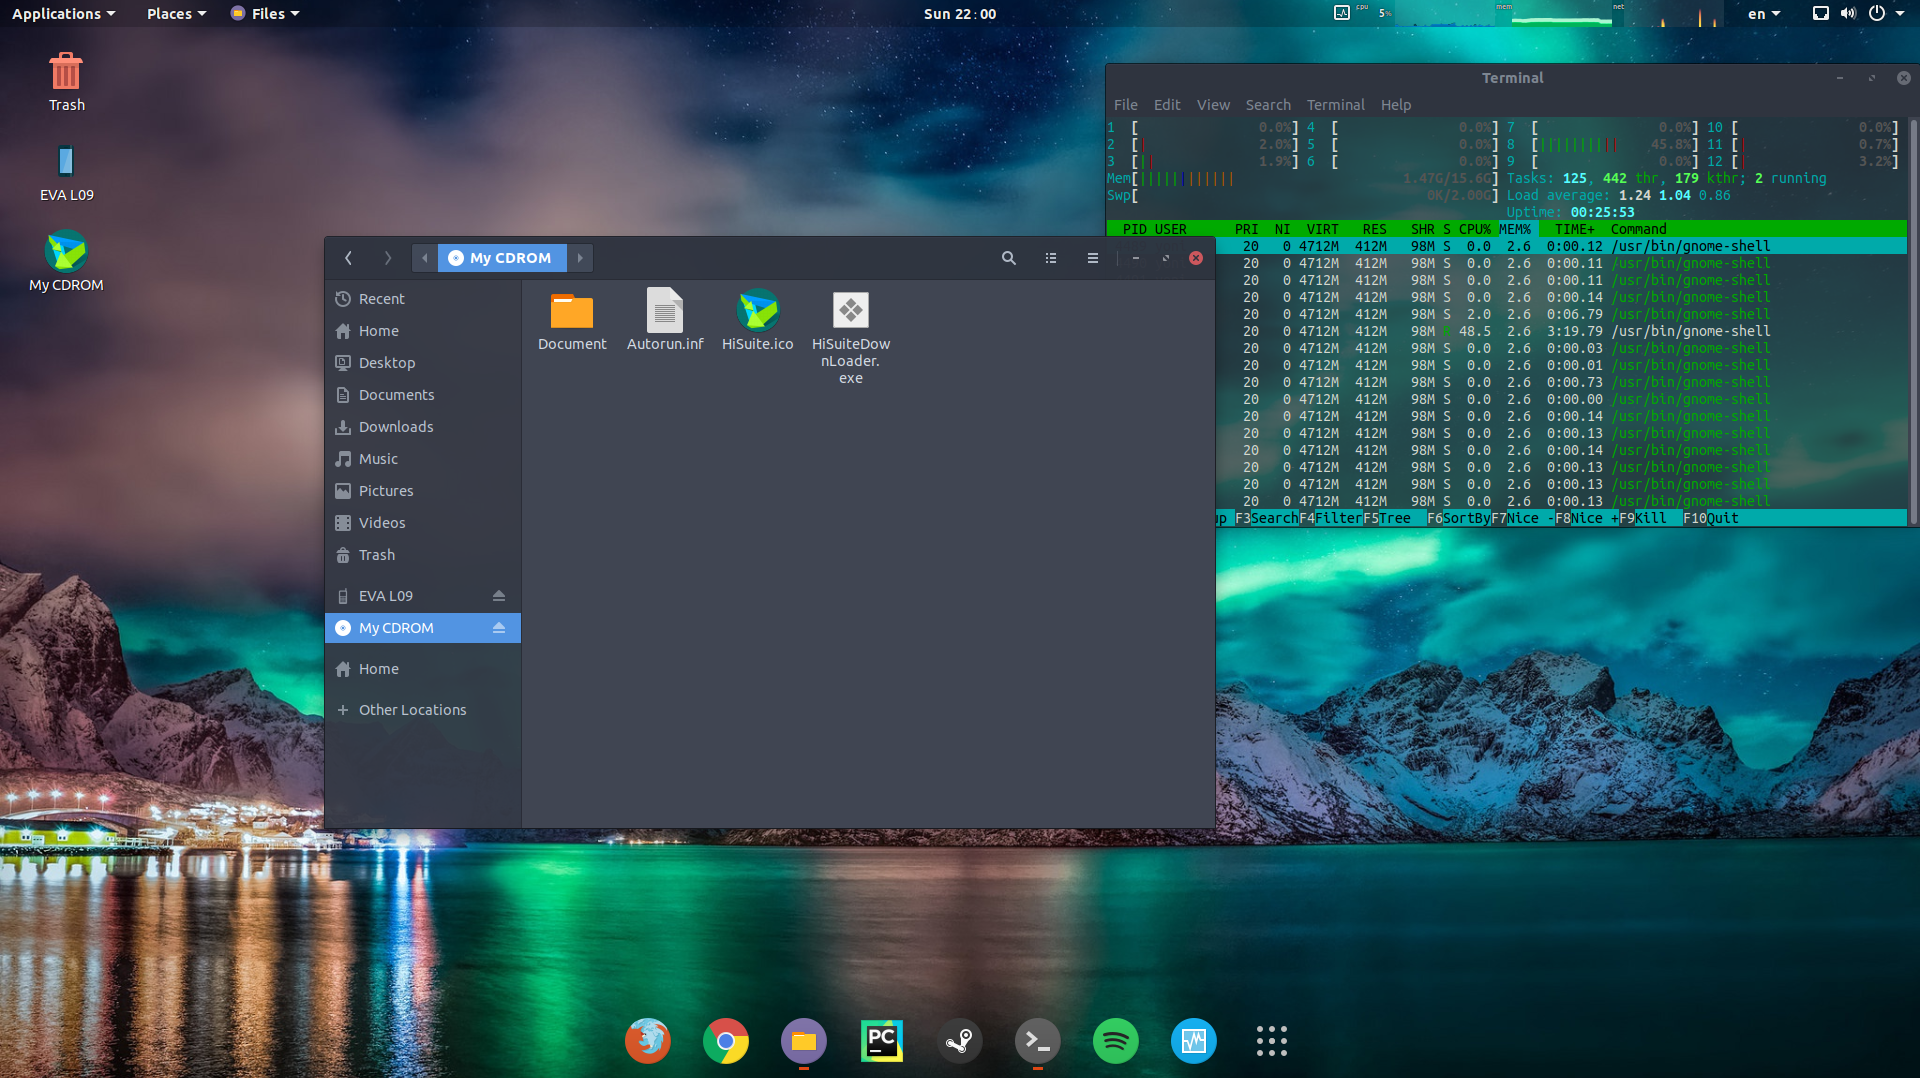 Applications Places Files Sun 22:00 cpu 5% mem net en
Trash
EVA L09
My CDROM
My CDROM
Recent
Home
Desktop
Documents
Downloads
Music
Pictures
Videos
Trash
EVA L09
My CDROM
Home
Other Locations
Document
Autorun.inf
HiSuite.ico
HiSuiteDow
nLoader.
exe
Terminal
File Edit View Search Terminal Help
1 [ 0.0%] 4 [ 0.0%] 7 [ 0.0%] 10 [ 0.0%]
2 [ 2.0%] 5 [ 0.0%] 8 [||||||||||45.8%] 11 [ 0.7%]
3 [|| 1.9%] 6 [ 0.0%] 9 [ 0.0%] 12 [ 3.2%]
Mem[|||||||||||| 1.47G/15.6G] Tasks: 125, 442 thr, 179 kthr; 2 running
Swp[ 0K/2.00G] Load average: 1.24 1.04 0.86
Uptime: 00:25:53
PID USER PRI NI VIRT RES SHR S CPU% MEM% TIME+ Command
20 0 4712M 412M 98M S 0.0 2.6 0:00.12 /usr/bin/gnome-shell
20 0 4712M 412M 98M S 0.0 2.6 0:00.11 /usr/bin/gnome-shell
20 0 4712M 412M 98M S 0.0 2.6 0:00.11 /usr/bin/gnome-shell
20 0 4712M 412M 98M S 0.0 2.6 0:00.14 /usr/bin/gnome-shell
20 0 4712M 412M 98M S 2.0 2.6 0:06.79 /usr/bin/gnome-shell
20 0 4712M 412M 98M R 48.5 2.6 3:19.79 /usr/bin/gnome-shell
20 0 4712M 412M 98M S 0.0 2.6 0:00.03 /usr/bin/gnome-shell
20 0 4712M 412M 98M S 0.0 2.6 0:00.01 /usr/bin/gnome-shell
20 0 4712M 412M 98M S 0.0 2.6 0:00.73 /usr/bin/gnome-shell
20 0 4712M 412M 98M S 0.0 2.6 0:00.00 /usr/bin/gnome-shell
20 0 4712M 412M 98M S 0.0 2.6 0:00.14 /usr/bin/gnome-shell
20 0 4712M 412M 98M S 0.0 2.6 0:00.13 /usr/bin/gnome-shell
20 0 4712M 412M 98M S 0.0 2.6 0:00.14 /usr/bin/gnome-shell
20 0 4712M 412M 98M S 0.0 2.6 0:00.13 /usr/bin/gnome-shell
20 0 4712M 412M 98M S 0.0 2.6 0:00.13 /usr/bin/gnome-shell
20 0 4712M 412M 98M S 0.0 2.6 0:00.13 /usr/bin/gnome-shell
up F3Search F4Filter F5Tree F6SortBy F7Nice - F8Nice + F9Kill F10Quit
PC